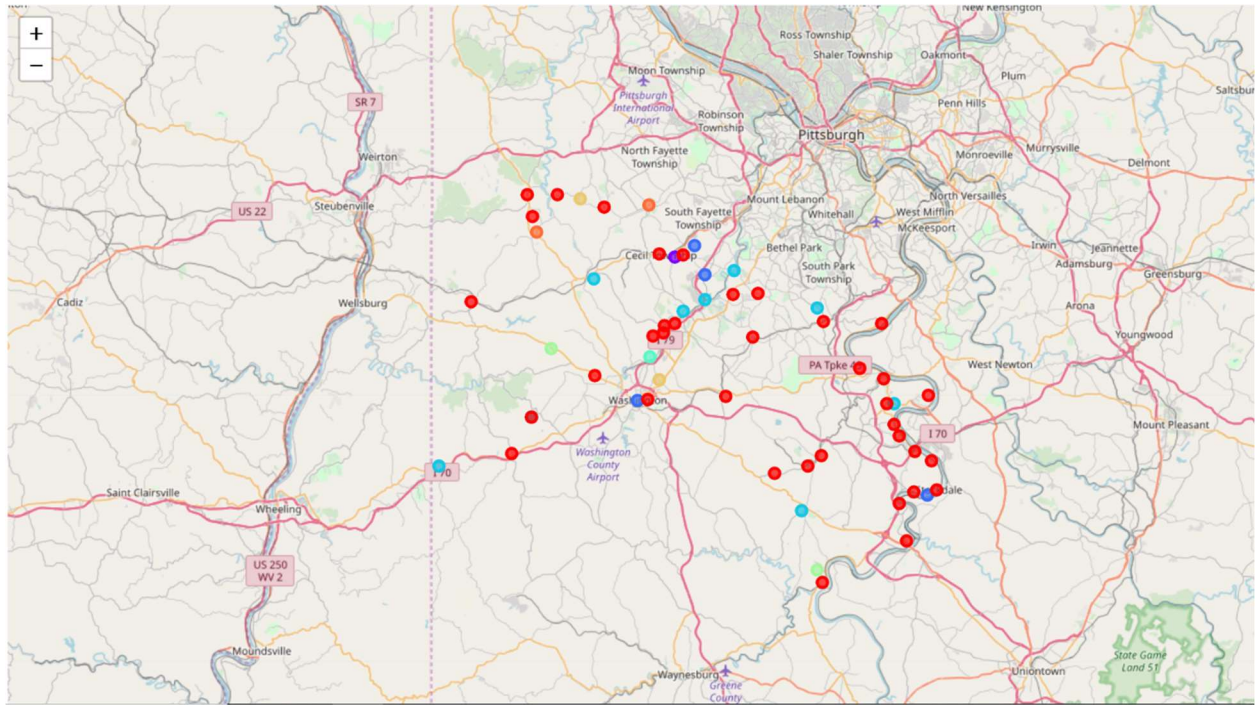 +
−
New Kensington
Ross Township
Shaler Township
Oakmont
Moon Township
Plum
SR 7
Pittsburgh
International
Airport
Penn Hills
Robinson
Township
Pittsburgh
Weirton
North Fayette
Township
Monroeville
Murrysville
Delmont
US 22
Steubenville
Mount Lebanon
North Versailles
South Fayette
Township
Whitehall
West Mifflin
McKeesport
Bethel Park
Irwin
Jeannette
Adamsburg
Greensburg
South Park
Township
Cadiz
Wellsburg
Arona
Youngwood
PA Tpke
West Newton
I 70
Mount Pleasant
Washington
County
Airport
I 70
Saint Clairsville
Wheeling
US 250
WV 2
Moundsville
Waynesburg
Greene
County
Uniontown
State Game
Land 51